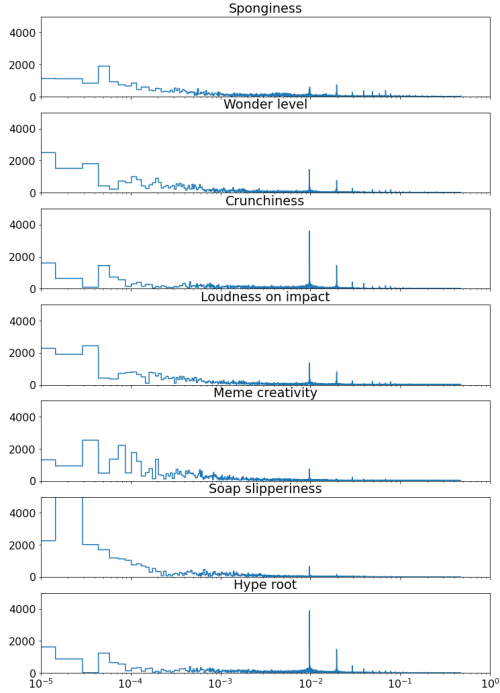 Sponginess
4000
2000
0
Wonder level
4000
2000
0
Crunchiness
4000
2000
0
Loudness on impact
4000
2000
0
Meme creativity
4000
2000
0
Soap slipperiness
4000
2000
0
Hype root
4000
2000
0
10⁻⁵ 10⁻⁴ 10⁻³ 10⁻² 10⁻¹ 10⁰